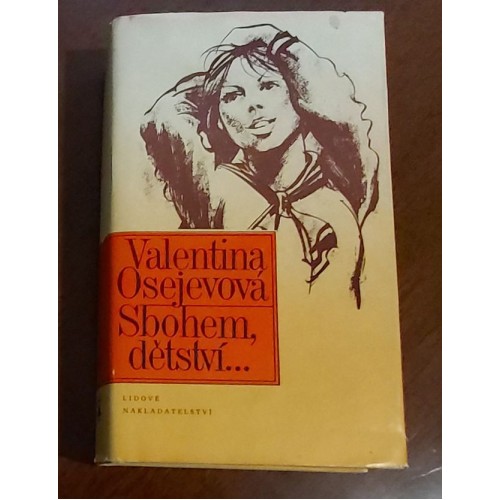 Valentina
Osejevová
Sbohem,
dětství...
LIDOVÉ
NAKLADATELSTVÍ